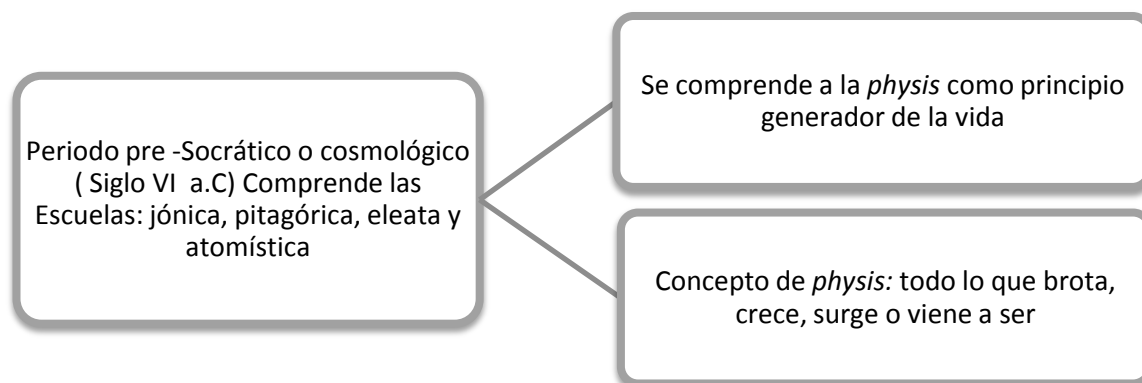 Periodo pre -Socrático o cosmológico
( Siglo VI  a.C) Comprende las
Escuelas: jónica, pitagórica, eleata y
atomística
Se comprende a la physis como principio
generador de la vida
Concepto de physis: todo lo que brota,
crece, surge o viene a ser